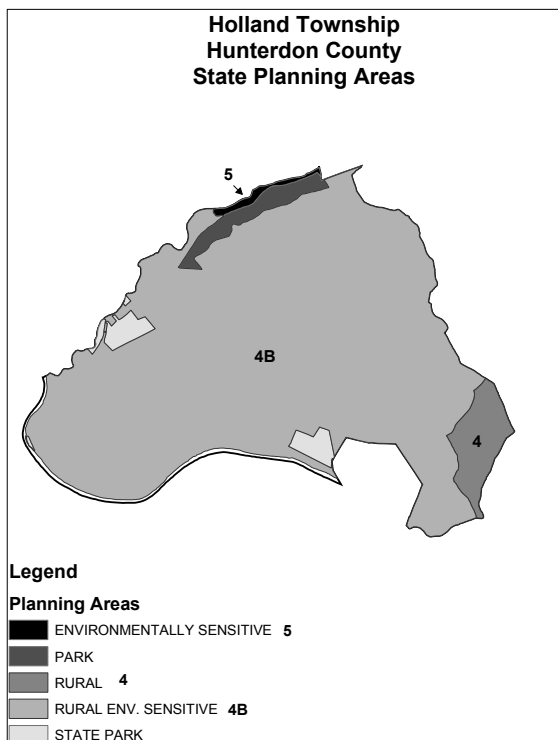 Holland Township
Hunterdon County
State Planning Areas
5
4B
4
Legend
Planning Areas
ENVIRONMENTALLY SENSITIVE 5
PARK
RURAL 4
RURAL ENV. SENSITIVE 4B
STATE PARK